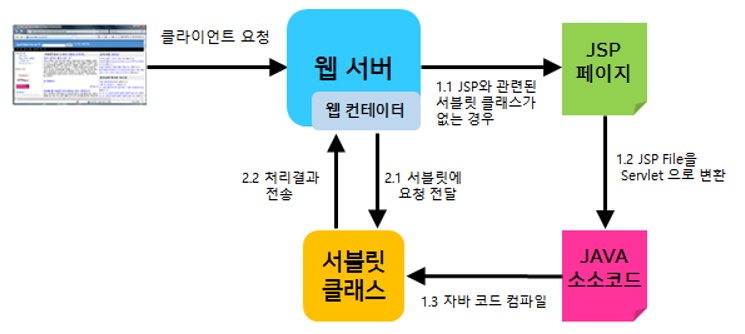 클라이언트 요청
웹 서버
웹 컨테이터
1.1 JSP와 관련된
서블릿 클래스가
없는 경우
JSP
페이지
1.2 JSP File을
Servlet 으로 변환
2.2 처리결과
전송
2.1 서블릿에
요청 전달
서블릿
클래스
1.3 자바 코드 컴파일
JAVA
소소코드